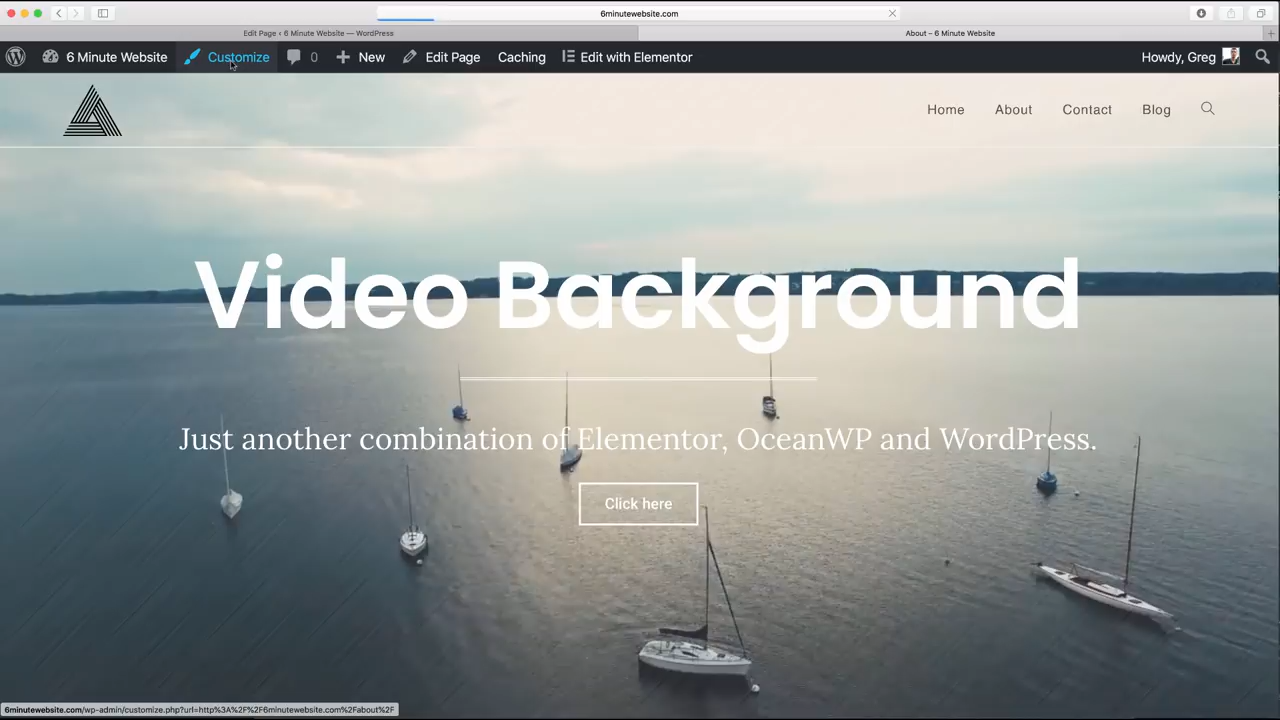 6minutewebsite.com
Edit Page ‹ 6 Minute Website — WordPress
About – 6 Minute Website
6 Minute Website
Customize
0
New
Edit Page
Caching
Edit with Elementor
Howdy, Greg
Home
About
Contact
Blog
Video Background
Just another combination of Elementor, OceanWP and WordPress.
Click here
6minutewebsite.com/wp-admin/customize.php?url=http%3A%2F%2F6minutewebsite.com%2Fabout%2F